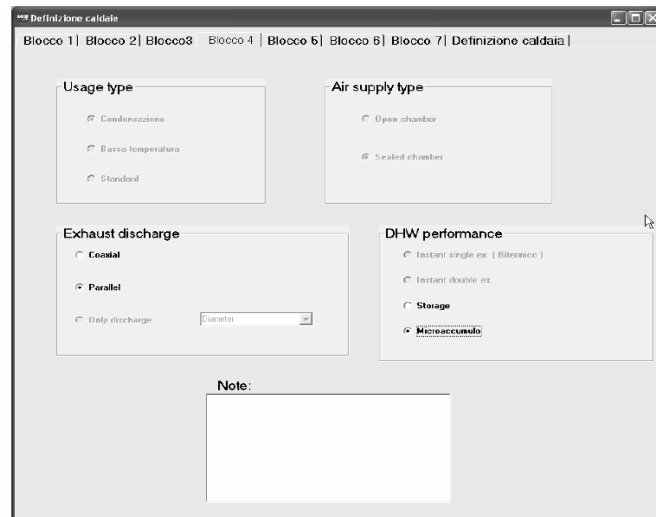 Definizione caldaie
Blocco 1| Blocco 2| Blocco3 | Blocco 4 | Blocco 5| Blocco 6| Blocco 7| Definizione caldaia|
Usage type
Condensazione
Bassa temperatura
Standard
Air supply type
Open chamber
Sealed chamber
Exhaust discharge
Coaxial
Parallel
Only discharge Diameter
DHW performance
Instant single ex. ( Bitermico )
Instant double ex.
Storage
Microaccumulo
Note: